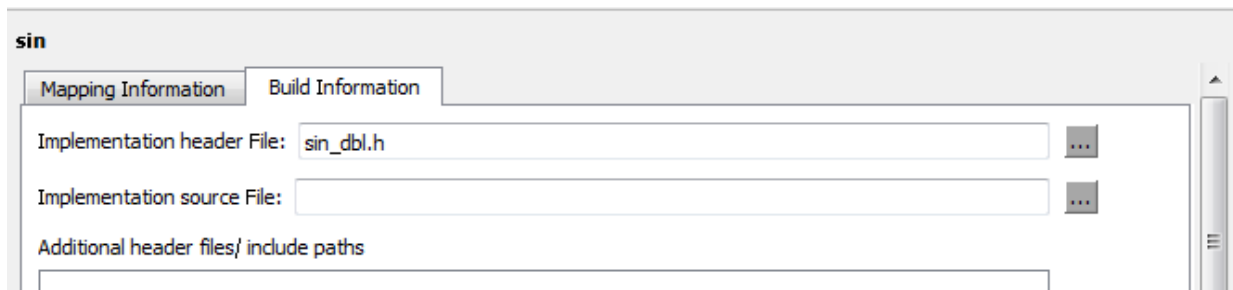 sin
Mapping Information Build Information
Implementation header File: sin_dbl.h ...
Implementation source File: ...
Additional header files/ include paths